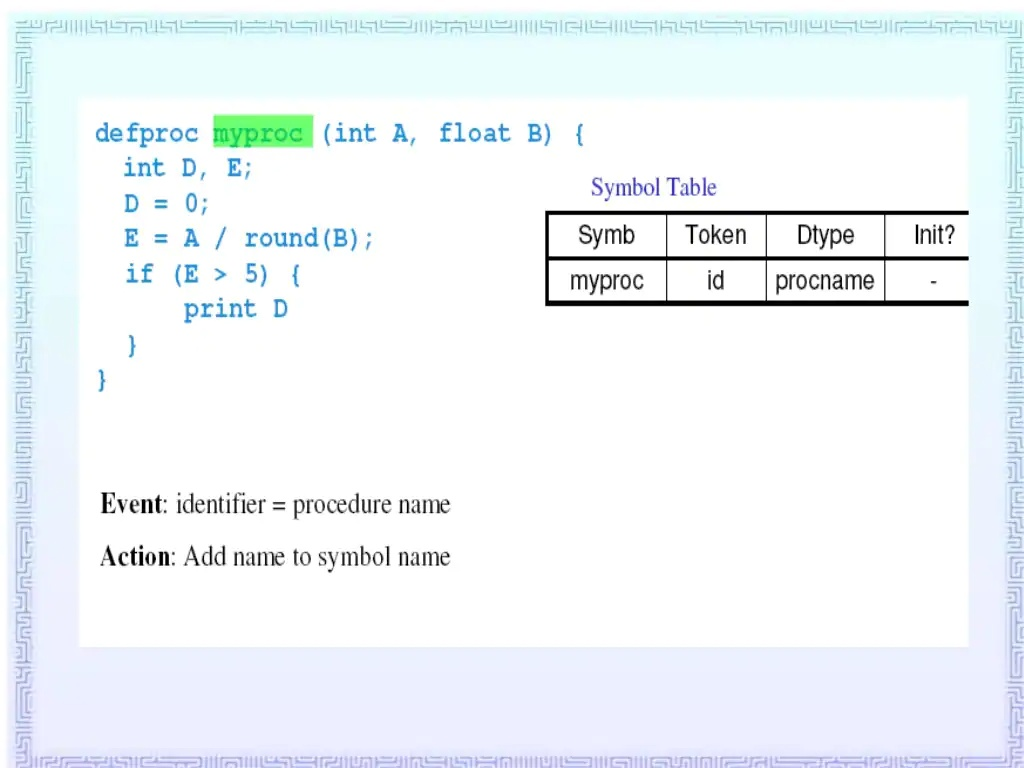 defproc myproc (int A, float B) {
int D, E;
D = 0;
E = A / round(B);
if (E > 5) {
print D
}
}
Symbol Table
Symb Token Dtype Init?
myproc id procname -
Event: identifier = procedure name
Action: Add name to symbol name